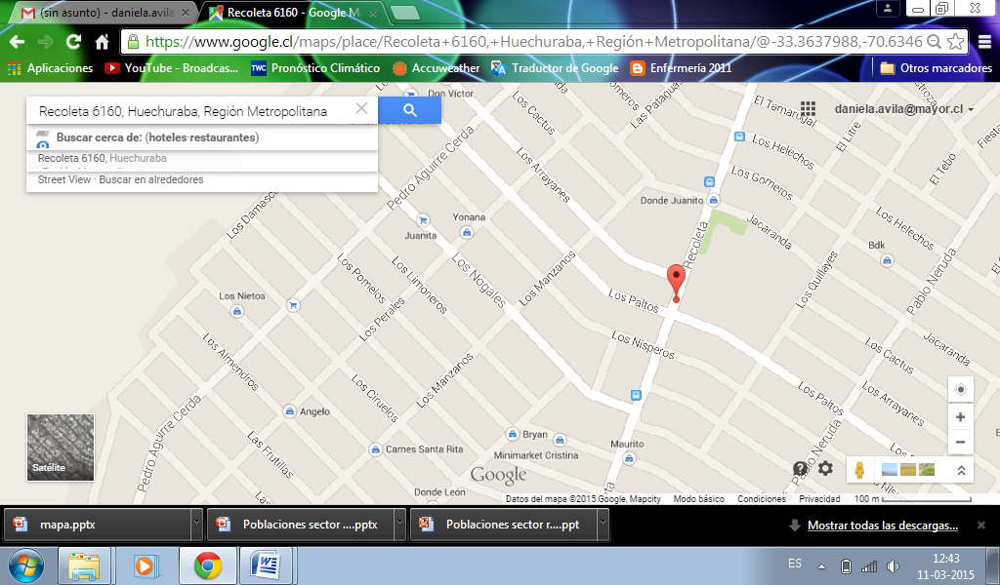 (sin asunto) - daniela.avila
Recoleta 6160 - Google M
https://www.google.cl/maps/place/Recoleta+6160,+Huechuraba,+Región+Metropolitana/@-33.3637988,-70.6346
Aplicaciones
YouTube - Broadcas...
TWC Pronóstico Climático
Accuweather
Traductor de Google
Enfermería 2011
Otros marcadores
Recoleta 6160, Huechuraba, Región Metropolitana
daniela.avila@mayor.cl
Buscar cerca de: (hoteles·restaurantes)
Recoleta 6160, Huechuraba
Street View · Buscar en alrededores
Don Víctor
Los Cactus
Las Patagua
El Tamarugal
El Litre
Los Helechos
El Tebo
Pedro Aguirre Cerda
Los Arrayanes
Los Gomeros
Donde Juanito
Los Damasco
Yonana
Juanita
Recoleta
Jacaranda
Los Helechos
Bdk
Los Nogales
Los Manzanos
Los Pomelos
Los Limoneros
Los Quillayes
Pablo Neruda
Los Nietos
Los Perales
Los Paltos
Los Almendros
Los Nísperos
Jacaranda
Los Cactus
Los Manzanos
Los Ciruelos
Los Paltos
Los Arrayanes
Pedro Aguirre Cerda
Angelo
Pablo Neruda
Las Frutillas
Carnes Santa Rita
Bryan
Minimarket Cristina
Maurito
Satélite
Donde León
Google
Datos del mapa ©2015 Google, Mapcity
Modo básico
Condiciones
Privacidad
100 m
mapa.pptx
Poblaciones sector ....pptx
Poblaciones sector r....ppt
Mostrar todas las descargas...
ES
12:43
11-03-2015